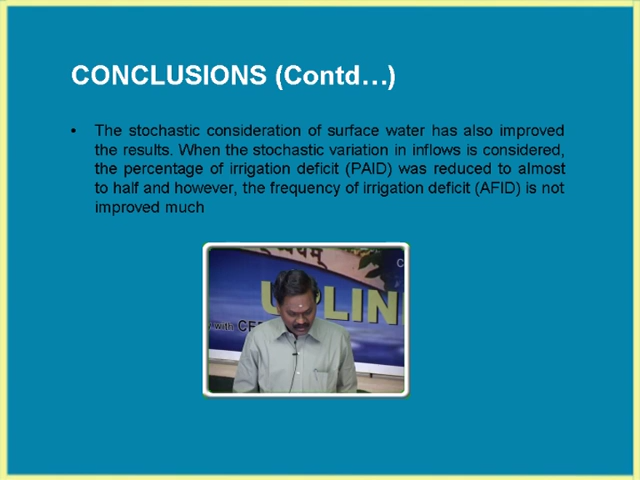 CONCLUSIONS (Contd…)
• The stochastic consideration of surface water has also improved
the results. When the stochastic variation in inflows is considered,
the percentage of irrigation deficit (PAID) was reduced to almost
to half and however, the frequency of irrigation deficit (AFID) is not
improved much
UPLIN
with